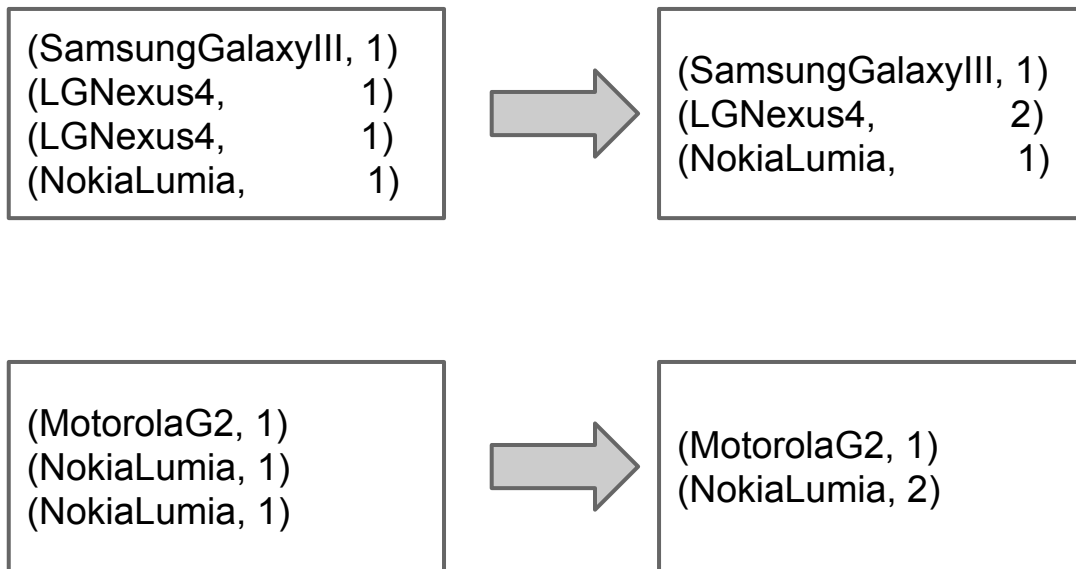 (SamsungGalaxyIII, 1)
(LGNexus4, 1)
(LGNexus4, 1)
(NokiaLumia, 1)
(SamsungGalaxyIII, 1)
(LGNexus4, 2)
(NokiaLumia, 1)
(MotorolaG2, 1)
(NokiaLumia, 1)
(NokiaLumia, 1)
(MotorolaG2, 1)
(NokiaLumia, 2)